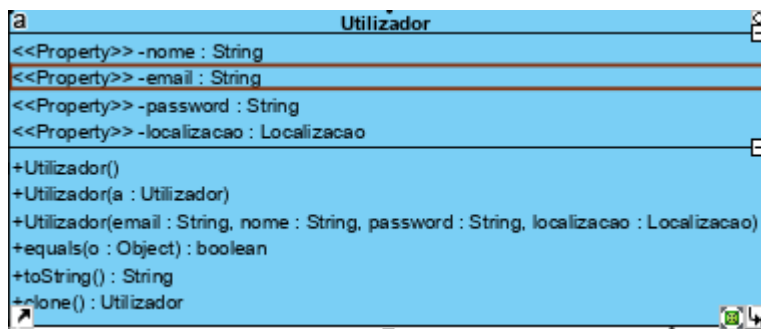 a
Utilizador
<<Property>> -nome : String
<<Property>> -email : String
<<Property>> -password : String
<<Property>> -localizacao : Localizacao
+Utilizador()
+Utilizador(a : Utilizador)
+Utilizador(email : String, nome : String, password : String, localizacao : Localizacao)
+equals(o : Object) : boolean
+toString() : String
+clone() : Utilizador